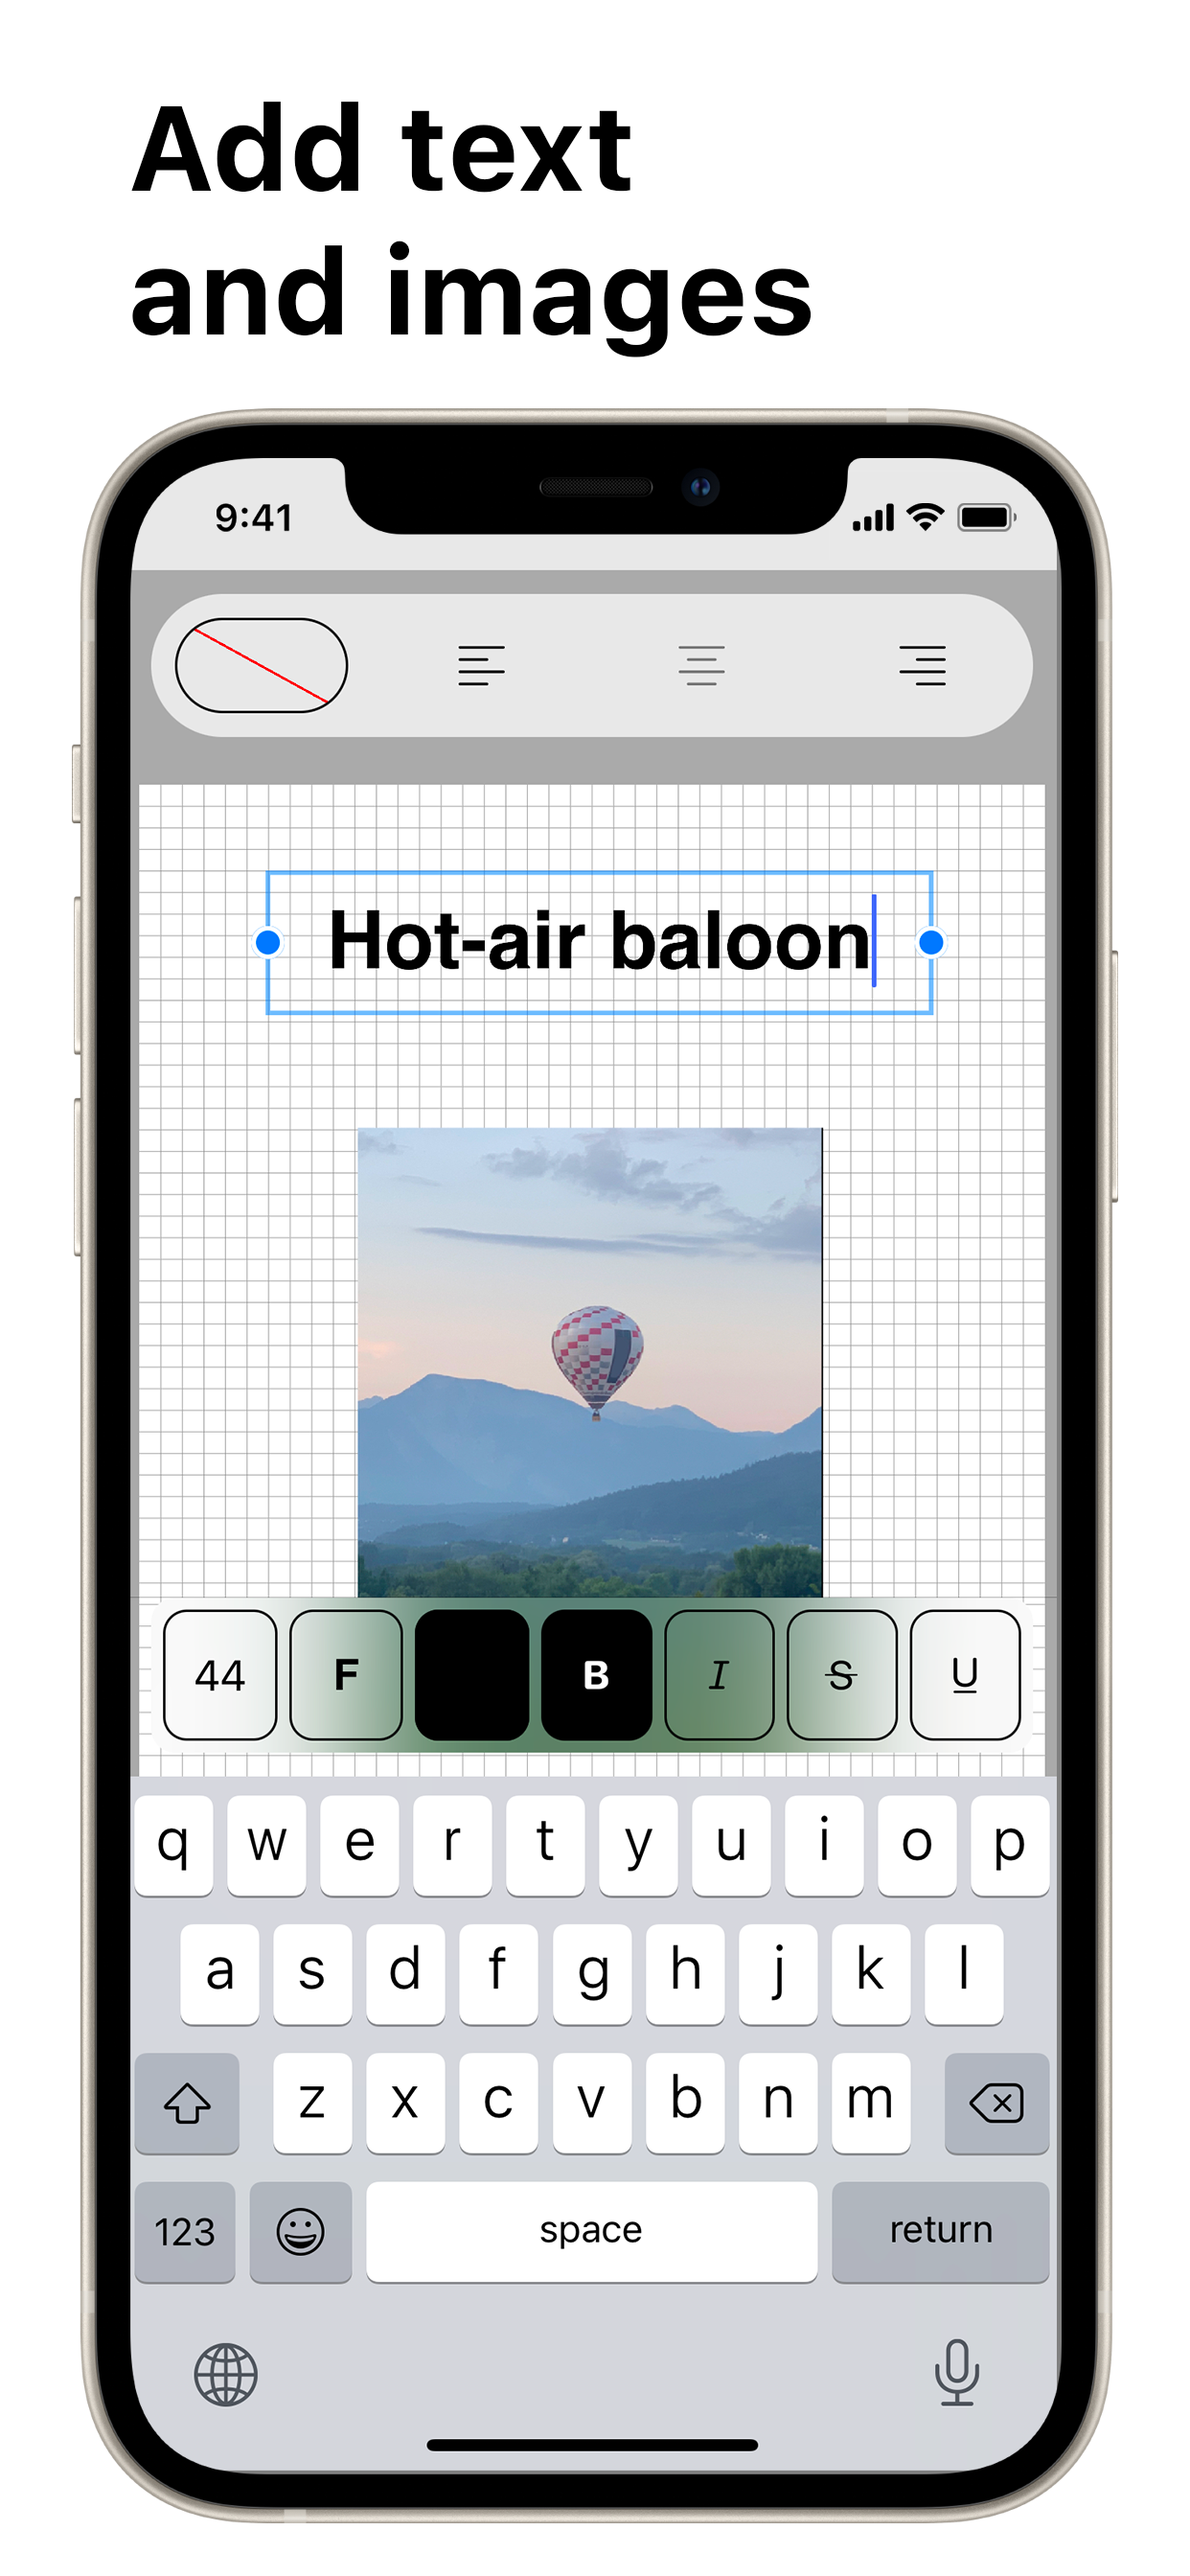 Add text
and images
9:41
Hot-air baloon
44 F B I S U
q w e r t y u i o p
a s d f g h j k l
z x c v b n m
123 space return